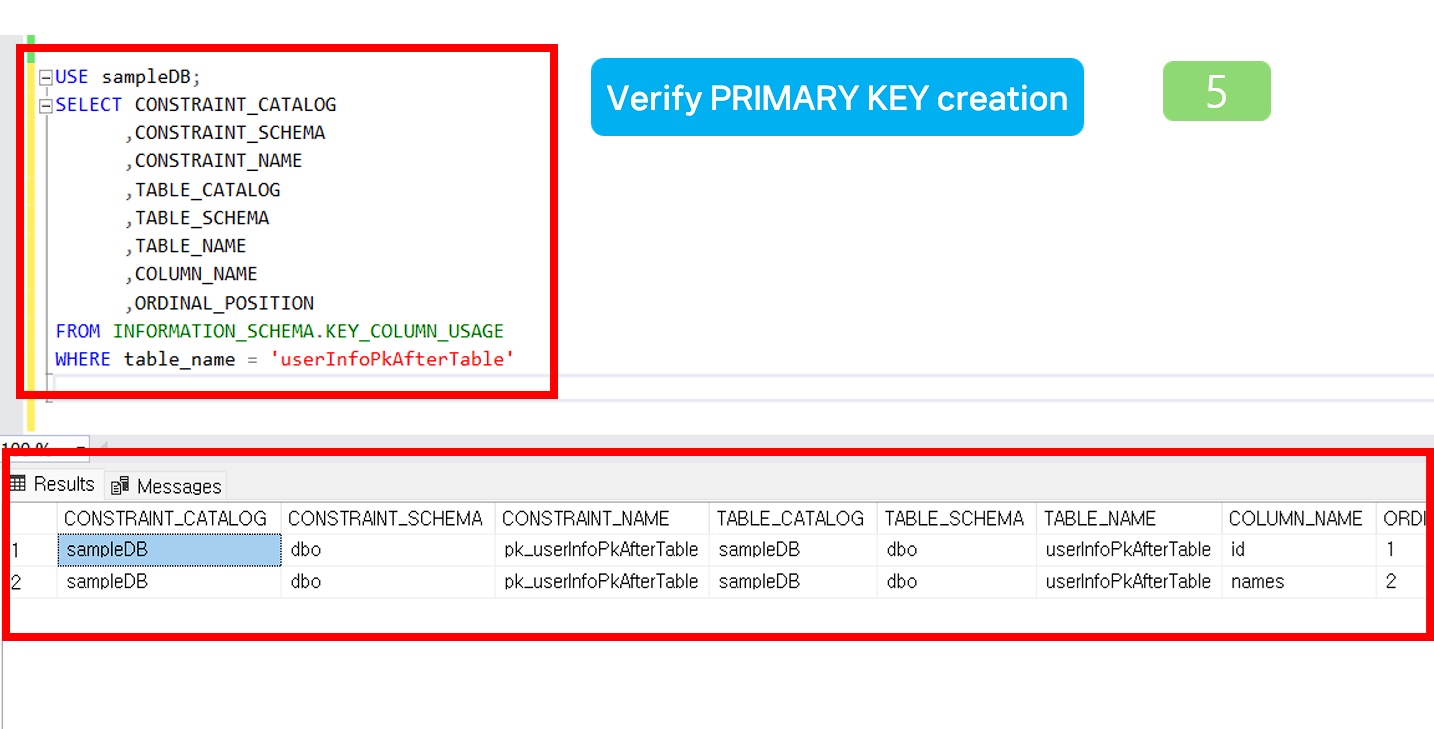 USE sampleDB;
SELECT CONSTRAINT_CATALOG
,CONSTRAINT_SCHEMA
,CONSTRAINT_NAME
,TABLE_CATALOG
,TABLE_SCHEMA
,TABLE_NAME
,COLUMN_NAME
,ORDINAL_POSITION
FROM INFORMATION_SCHEMA.KEY_COLUMN_USAGE
WHERE table_name = 'userInfoPkAfterTable'
Verify PRIMARY KEY creation
5
100 %
Results Messages
CONSTRAINT_CATALOG CONSTRAINT_SCHEMA CONSTRAINT_NAME TABLE_CATALOG TABLE_SCHEMA TABLE_NAME COLUMN_NAME ORDI
1 sampleDB dbo pk_userInfoPkAfterTable sampleDB dbo userInfoPkAfterTable id 1
2 sampleDB dbo pk_userInfoPkAfterTable sampleDB dbo userInfoPkAfterTable names 2